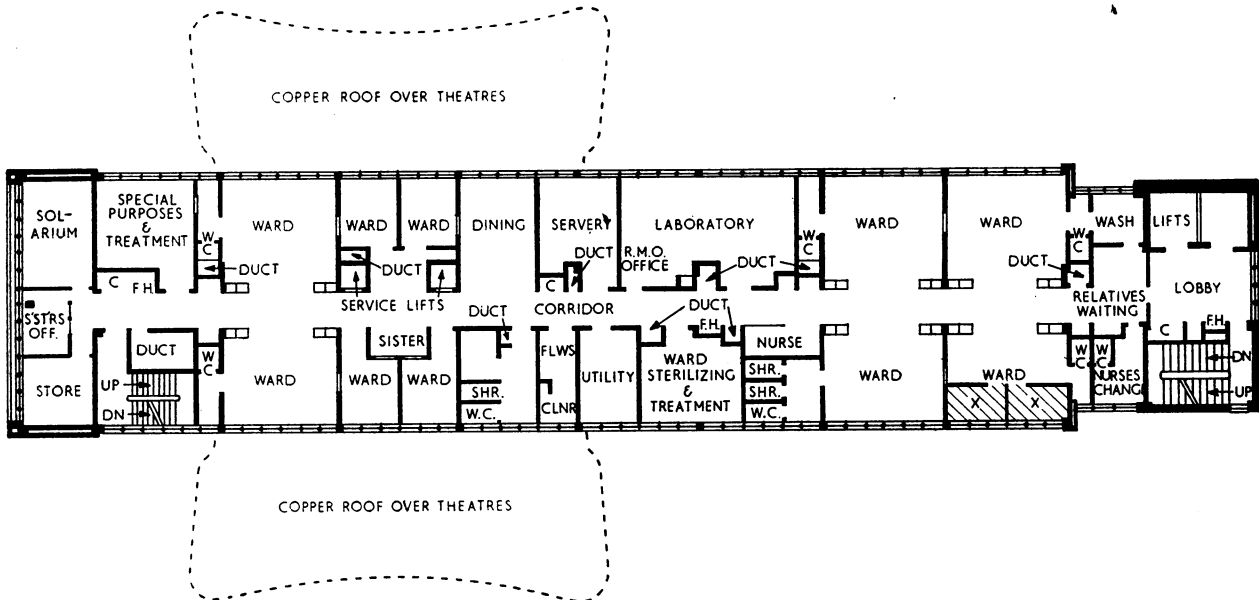 COPPER ROOF OVER THEATRES
SOL-
ARIUM
SPECIAL
PURPOSES
&
TREATMENT
W
C
WARD
WARD
WARD
DINING
SERVERY
LABORATORY
W
C
WARD
WARD
W
C
WASH
LIFTS
DUCT
DUCT
DUCT
R.M.O.
OFFICE
DUCT
DUCT
C
F.H.
C
SERVICE LIFTS
DUCT
CORRIDOR
DUCT
RELATIVES
WAITING
LOBBY
S'ST'RS
OFF.
F.H.
C
F.H.
DUCT
W
C
SISTER
FLWS
NURSE
W
C
W
C
DN
STORE
UP
DN
WARD
WARD
WARD
SHR.
W.C.
CLNR
UTILITY
WARD
STERILIZING
&
TREATMENT
SHR.
SHR.
W.C.
WARD
WARD
X
X
NURSES
CHANG
UP
COPPER ROOF OVER THEATRES